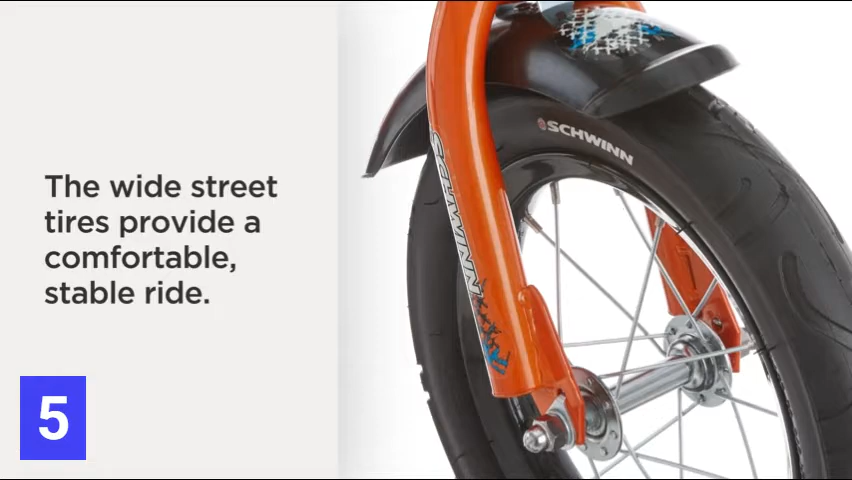 The wide street
tires provide a
comfortable,
stable ride.
5
SCHWINN
SCHWINN